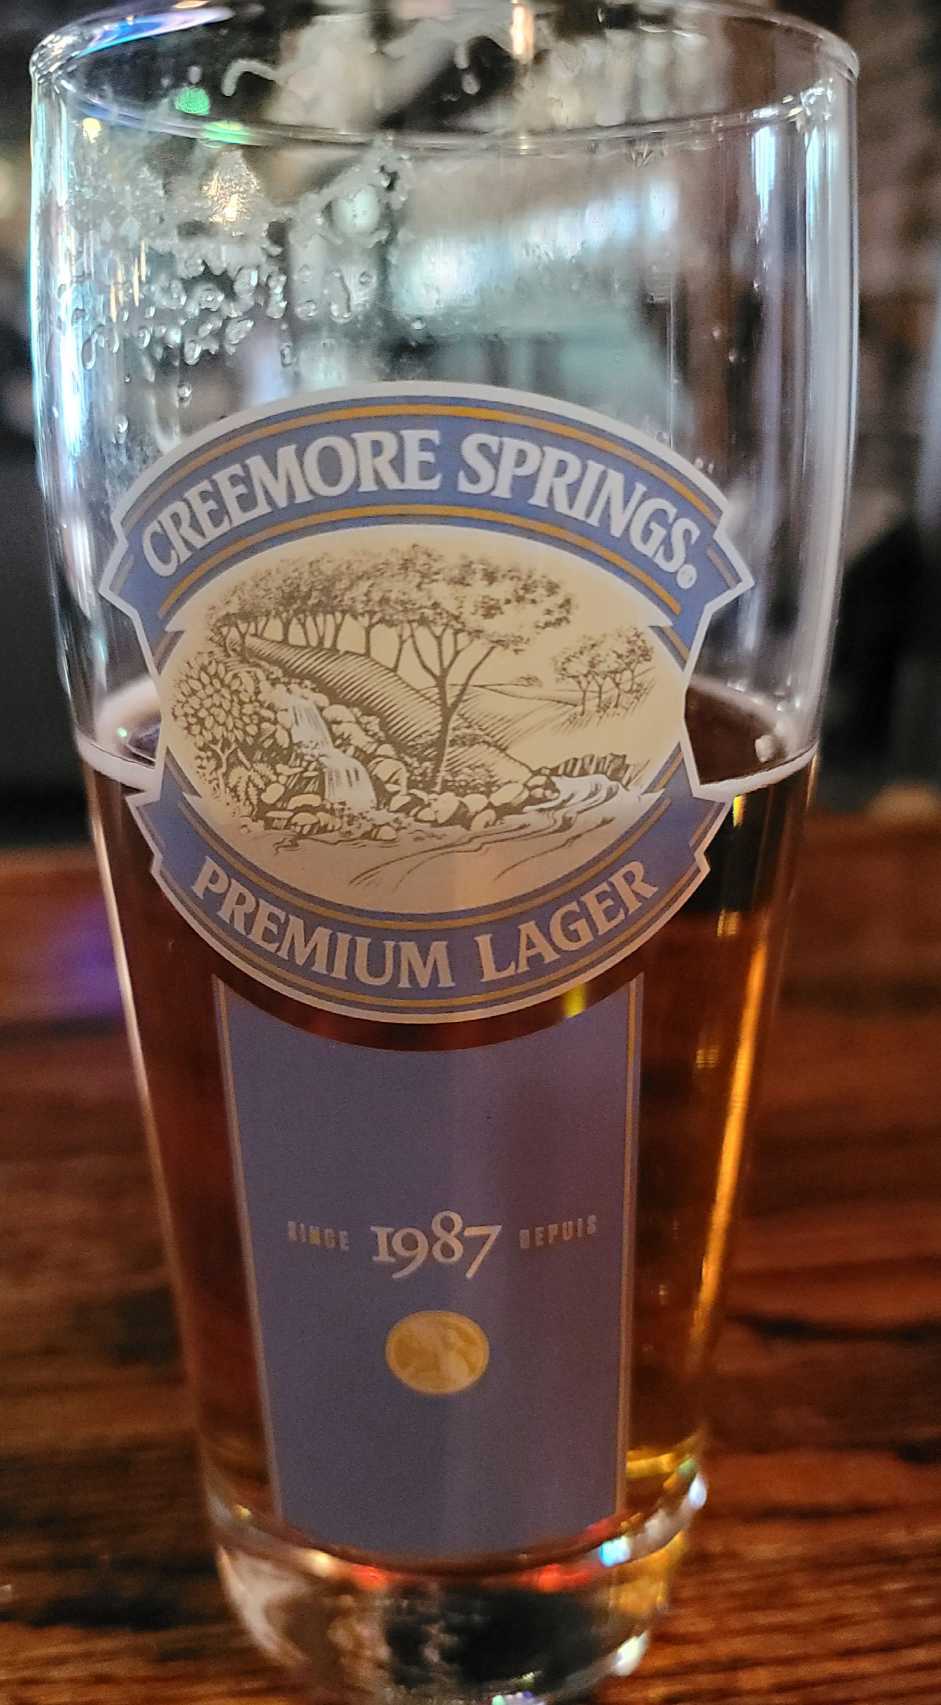 CREEMORE SPRINGS®
PREMIUM LAGER
SINCE 1987 DEPUIS